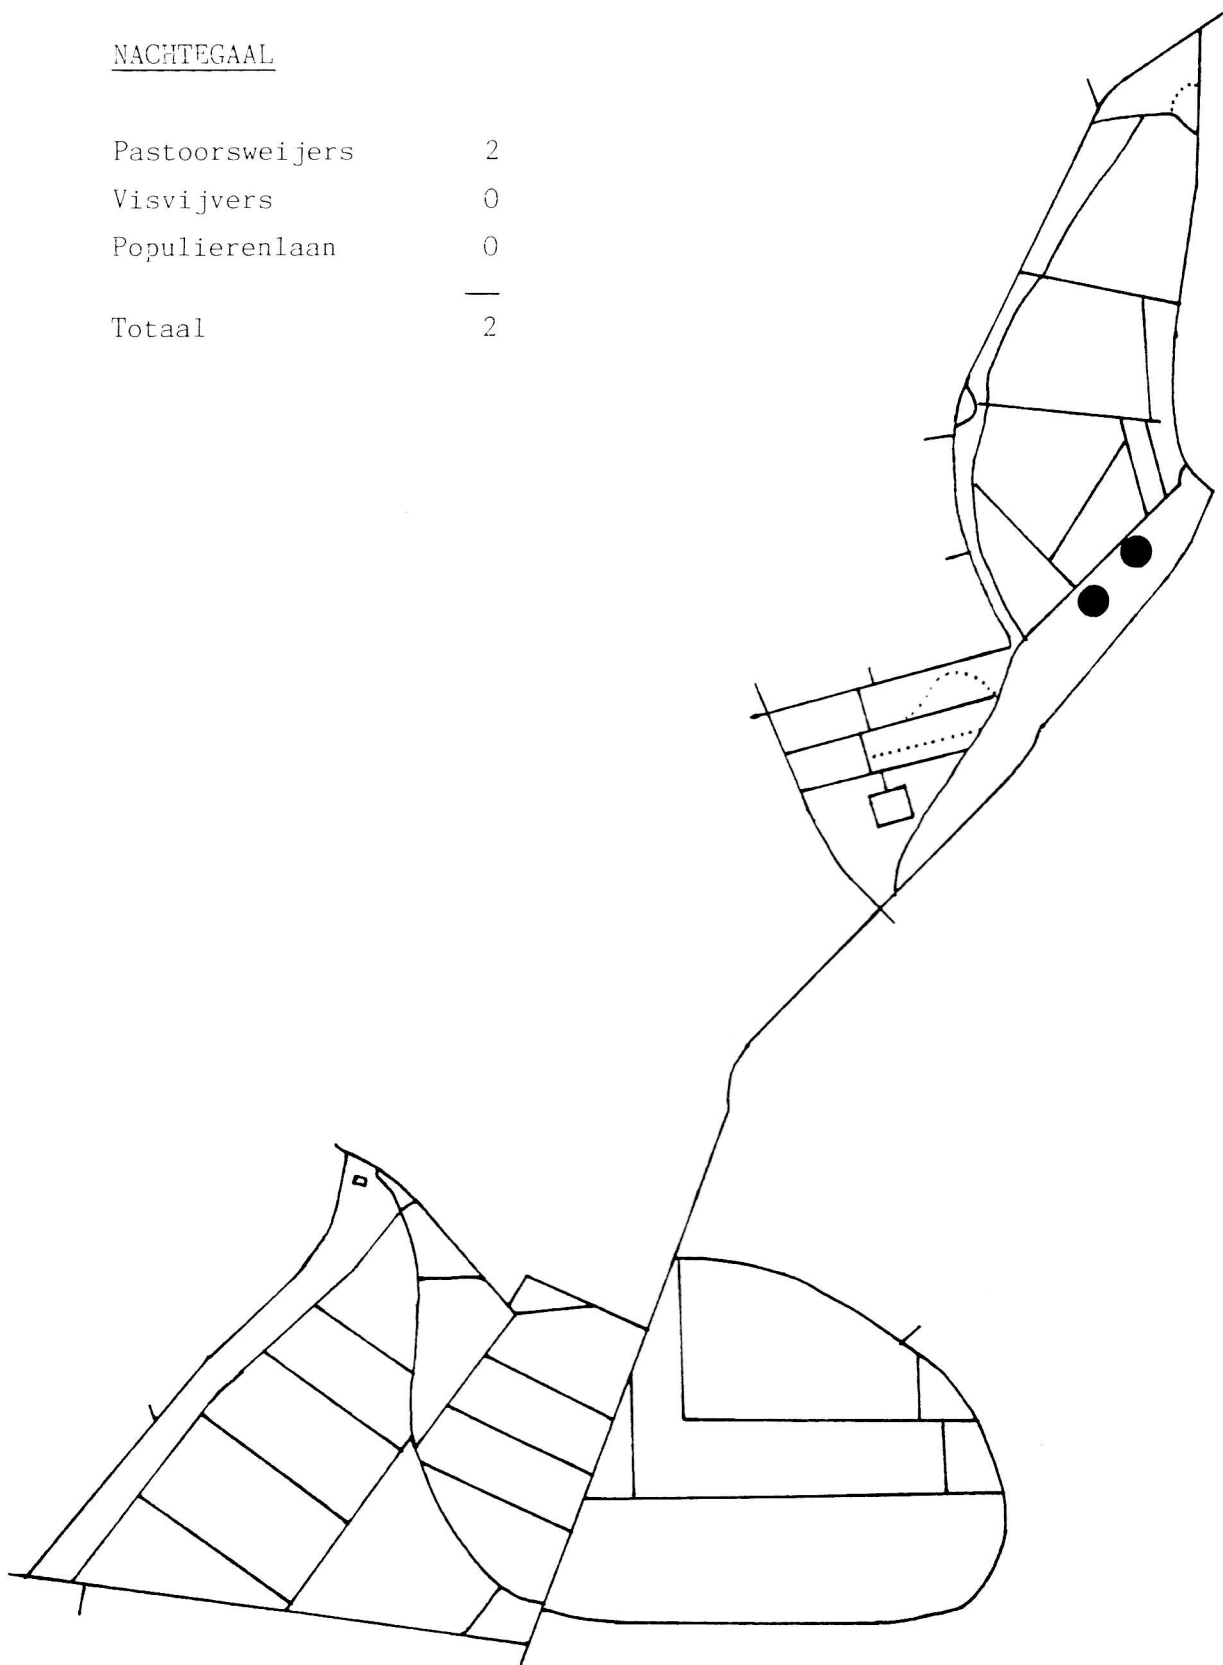 NACHTEGAAL
Pastoorsweijers 2
Visvijvers 0
Populierenlaan 0
Totaal 2